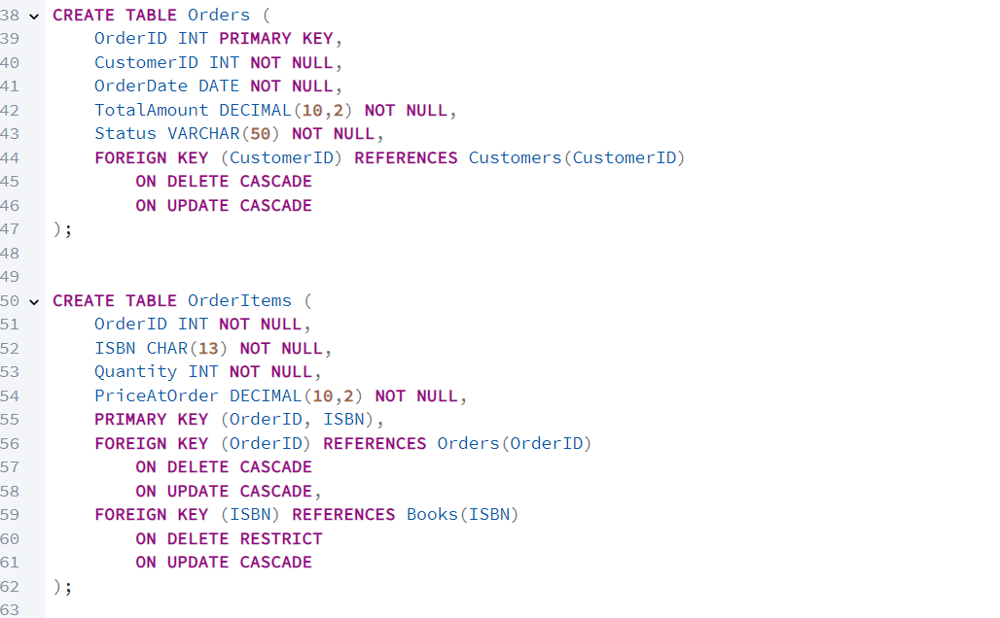 38 CREATE TABLE Orders (
39     OrderID INT PRIMARY KEY,
40     CustomerID INT NOT NULL,
41     OrderDate DATE NOT NULL,
42     TotalAmount DECIMAL(10,2) NOT NULL,
43     Status VARCHAR(50) NOT NULL,
44     FOREIGN KEY (CustomerID) REFERENCES Customers(CustomerID)
45         ON DELETE CASCADE
46         ON UPDATE CASCADE
47 );
48
49
50 CREATE TABLE OrderItems (
51     OrderID INT NOT NULL,
52     ISBN CHAR(13) NOT NULL,
53     Quantity INT NOT NULL,
54     PriceAtOrder DECIMAL(10,2) NOT NULL,
55     PRIMARY KEY (OrderID, ISBN),
56     FOREIGN KEY (OrderID) REFERENCES Orders(OrderID)
57         ON DELETE CASCADE
58         ON UPDATE CASCADE,
59     FOREIGN KEY (ISBN) REFERENCES Books(ISBN)
60         ON DELETE RESTRICT
61         ON UPDATE CASCADE
62 );
63